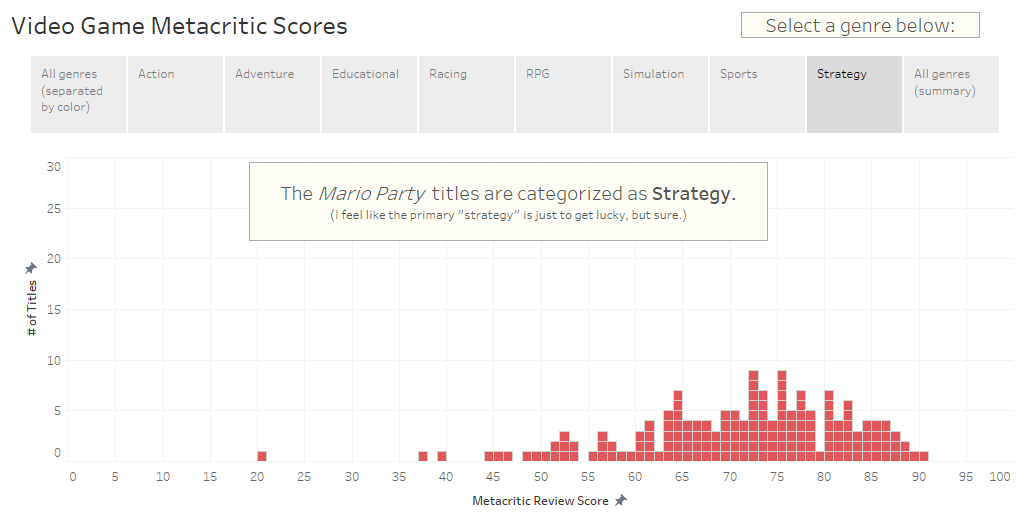 Video Game Metacritic Scores
Select a genre below:
All genres
(separated
by color)
Action
Adventure
Educational
Racing
RPG
Simulation
Sports
Strategy
All genres
(summary)
The Mario Party titles are categorized as Strategy.
(I feel like the primary "strategy" is just to get lucky, but sure.)
# of Titles
30
25
20
15
10
5
0
0 5 10 15 20 25 30 35 40 45 50 55 60 65 70 75 80 85 90 95 100
Metacritic Review Score